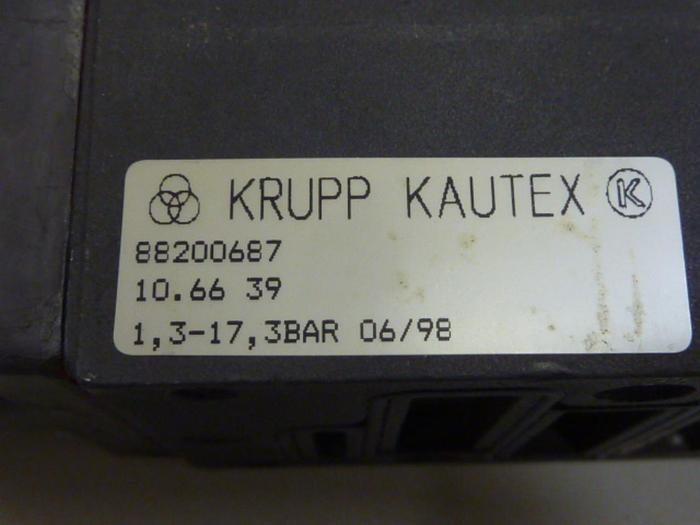 KRUPP KAUTEX K
88200687
10.66 39
1,3-17,3BAR 06/98